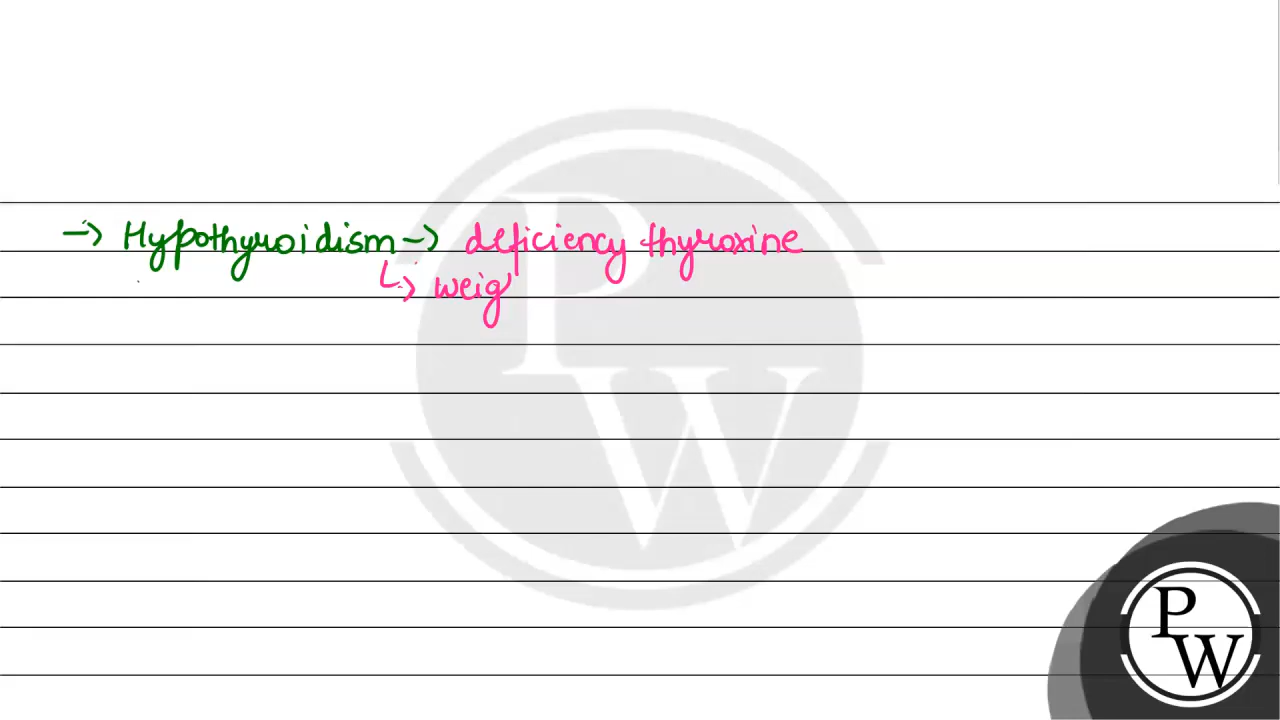 → Hypothyroidism → deficiency thyroxine
↳ weig
P
W
P
W